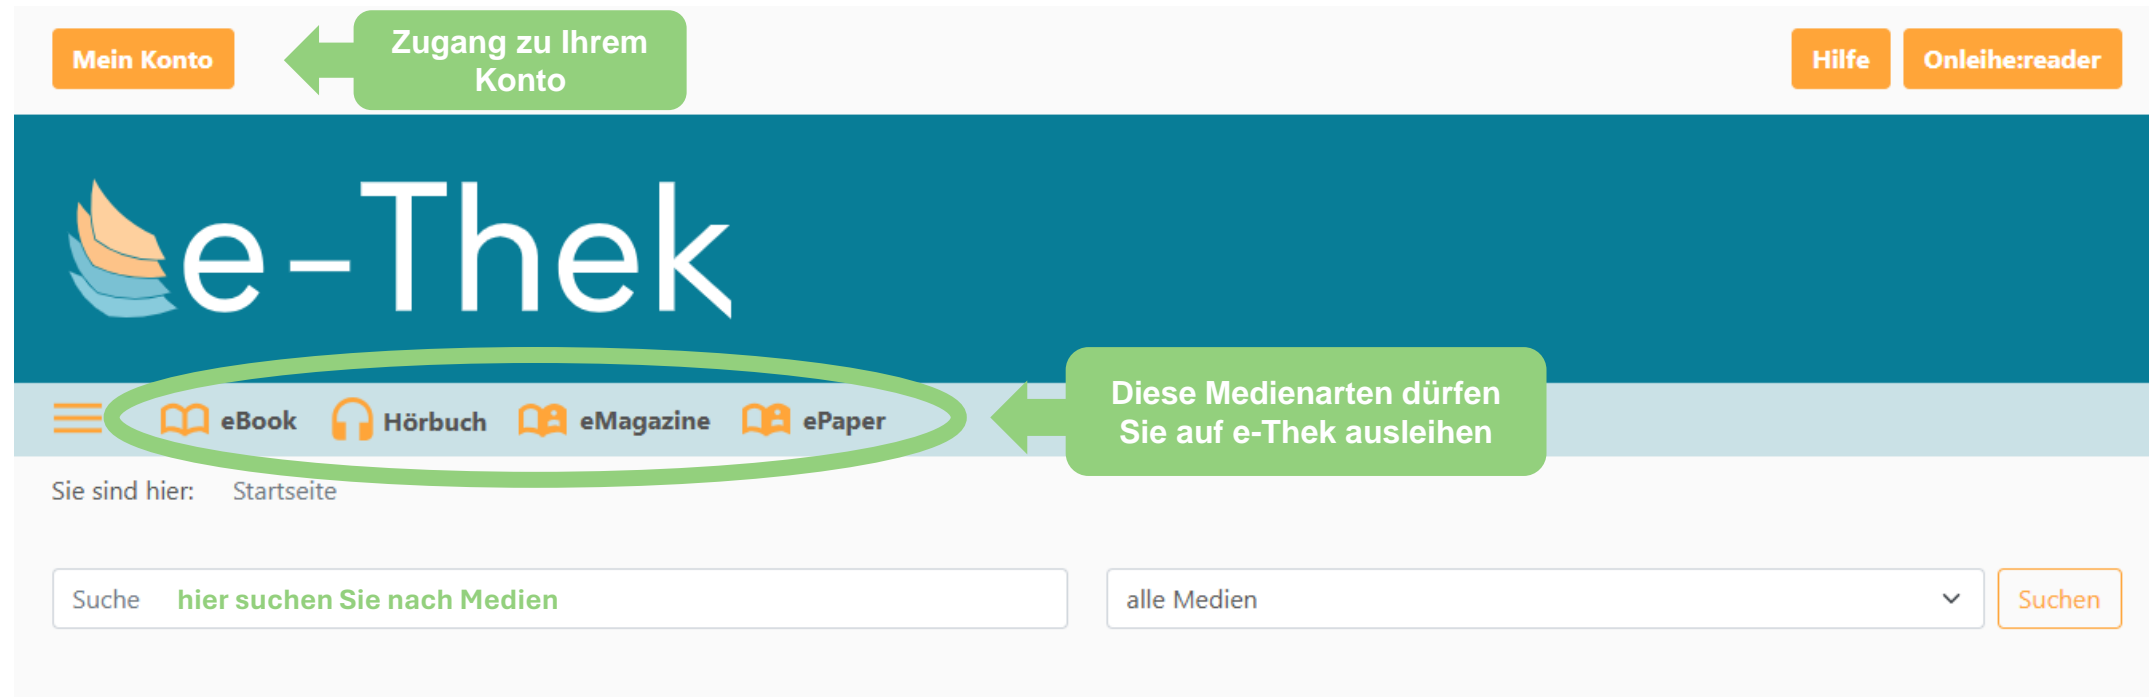 Mein Konto
Zugang zu Ihrem
Konto
Hilfe
Onleihe:reader
e-Thek
eBook
Hörbuch
eMagazine
ePaper
Diese Medienarten dürfen
Sie auf e-Thek ausleihen
Sie sind hier: Startseite
Suche hier suchen Sie nach Medien
alle Medien
Suchen